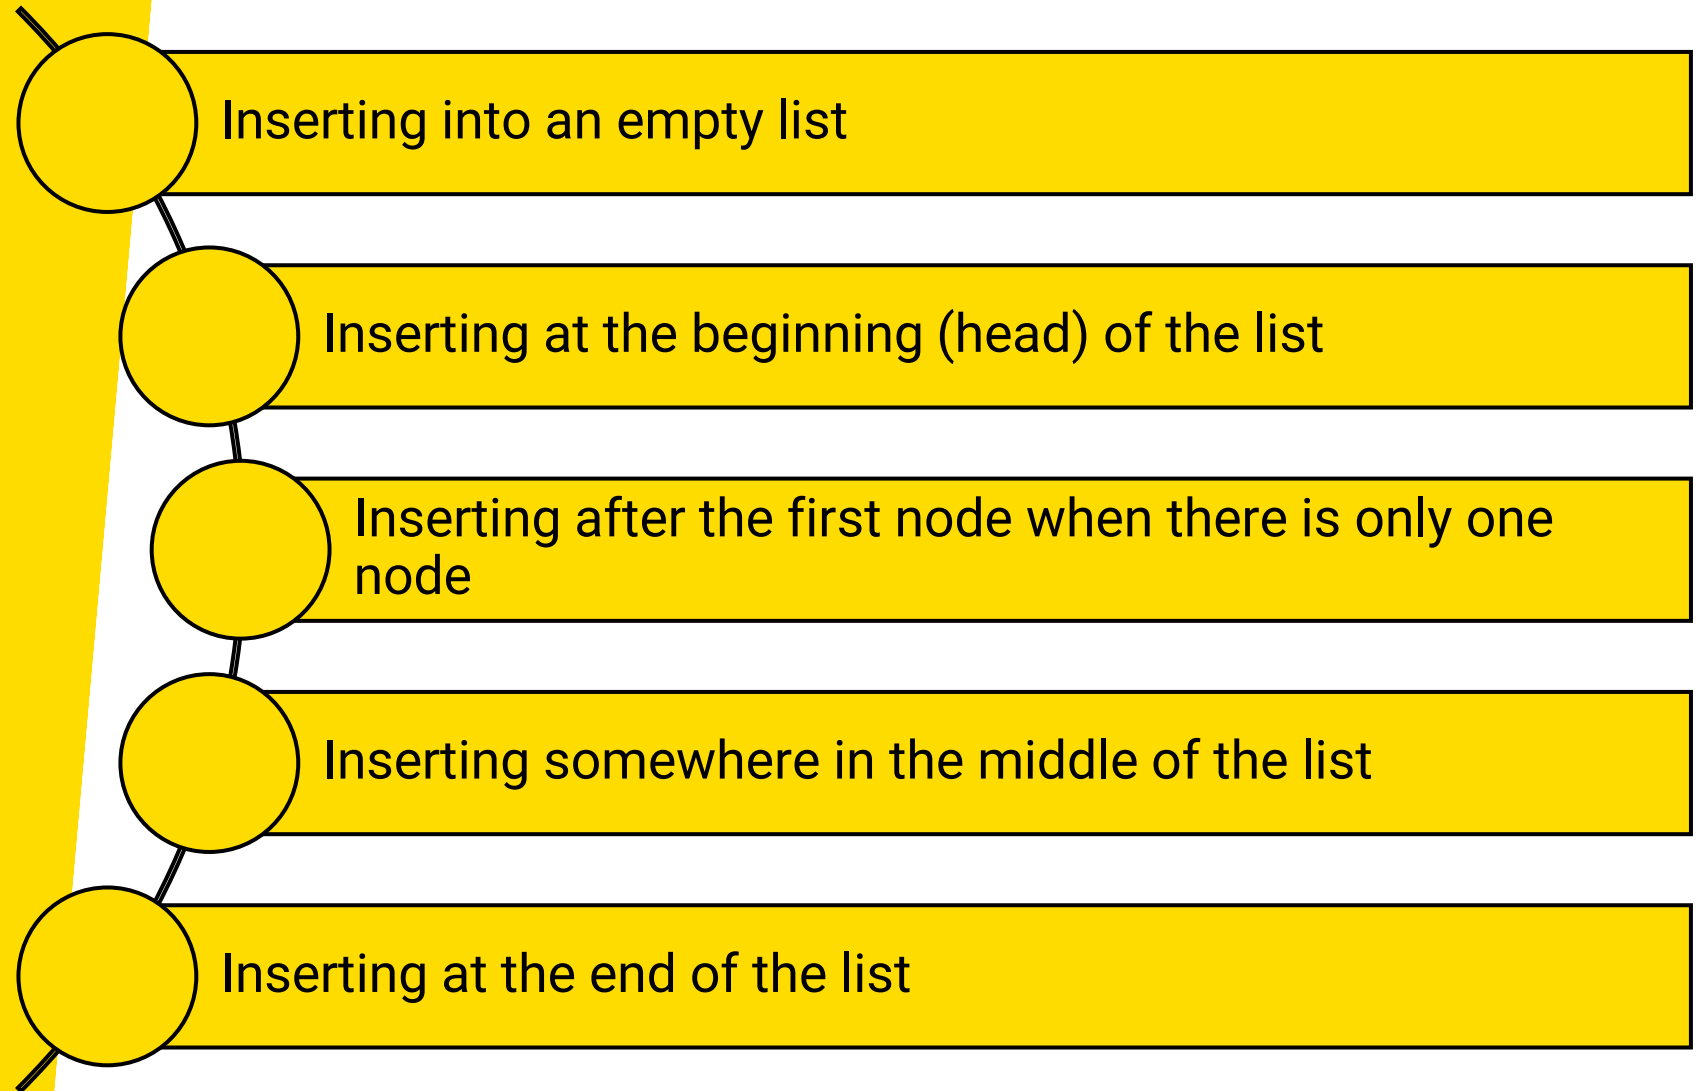 Inserting into an empty list
Inserting at the beginning (head) of the list
Inserting after the first node when there is only one
node
Inserting somewhere in the middle of the list
Inserting at the end of the list